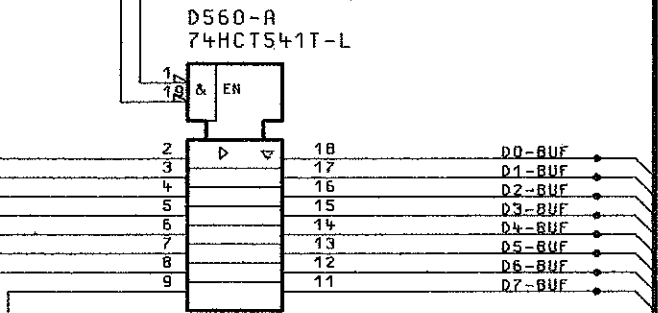 D560-A
74HCT541T-L
1
19
& EN
2 18 D0-BUF
3 17 D1-BUF
4 16 D2-BUF
5 15 D3-BUF
6 14 D4-BUF
7 13 D5-BUF
8 12 D6-BUF
9 11 D7-BUF